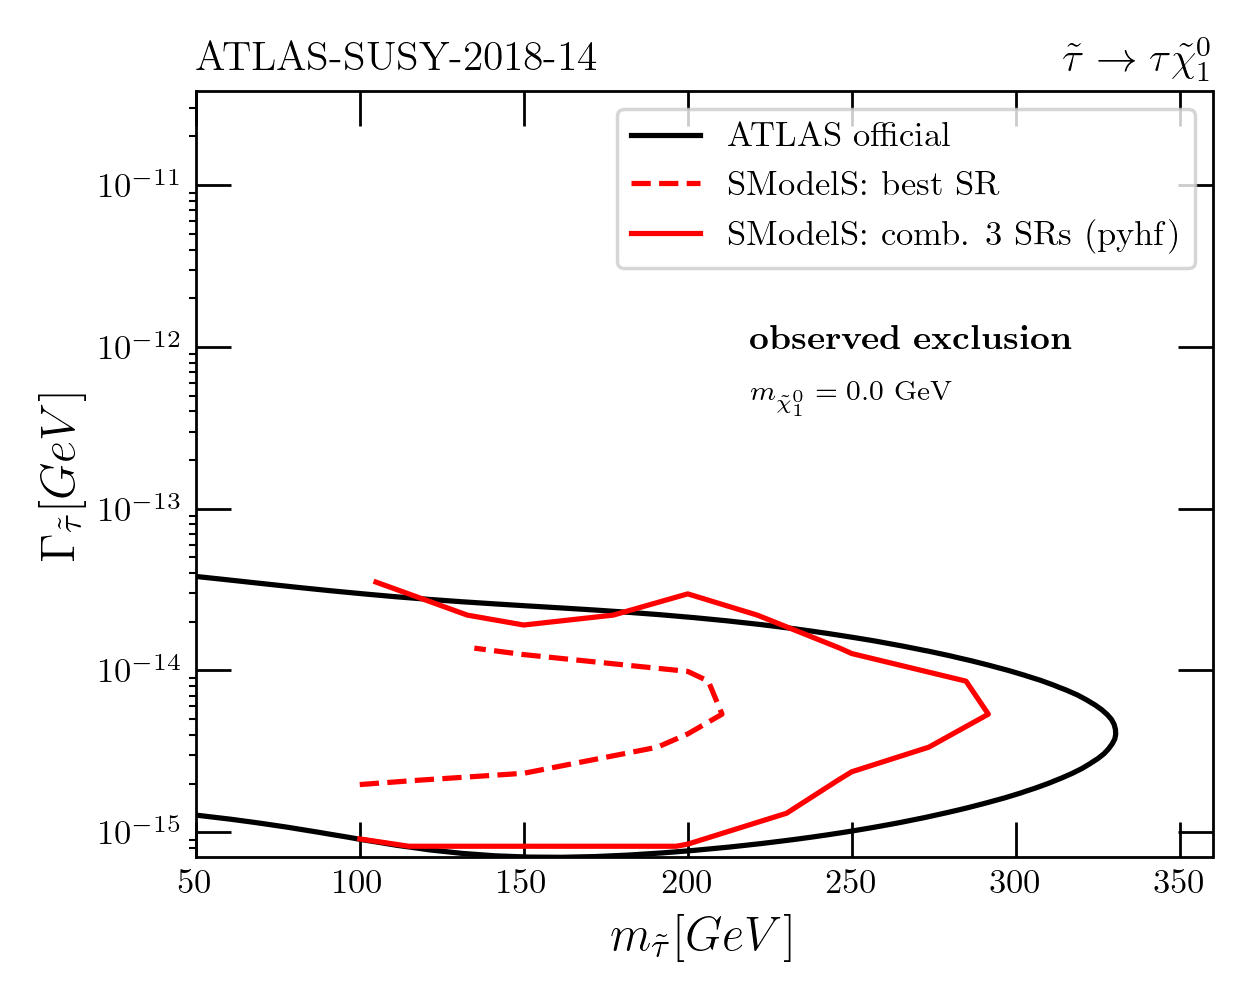 ATLAS-SUSY-2018-14
τ̃ → τχ̃₁⁰
ATLAS official
SModelS: best SR
SModelS: comb. 3 SRs (pyhf)
observed exclusion
m_χ̃₁⁰ = 0.0 GeV
Γ_τ̃[GeV]
10⁻¹¹
10⁻¹²
10⁻¹³
10⁻¹⁴
10⁻¹⁵
50 100 150 200 250 300 350
m_τ̃[GeV]